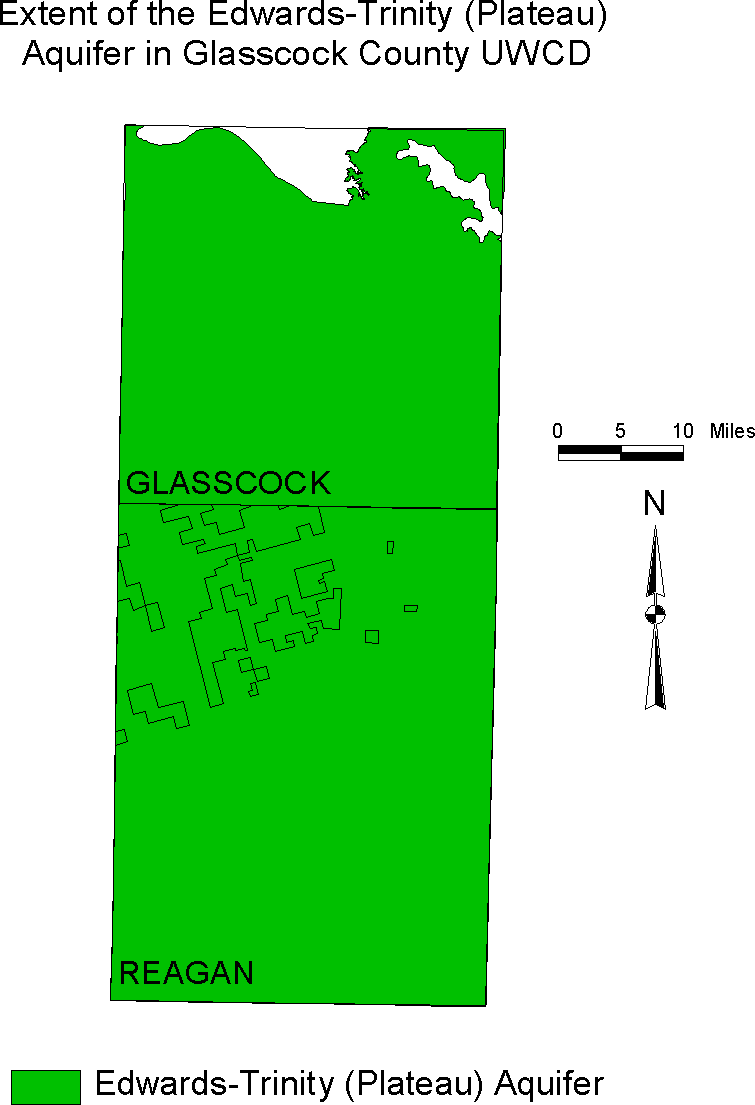 Extent of the Edwards-Trinity (Plateau)
Aquifer in Glasscock County UWCD
0 5 10 Miles
GLASSCOCK
N
REAGAN
Edwards-Trinity (Plateau) Aquifer